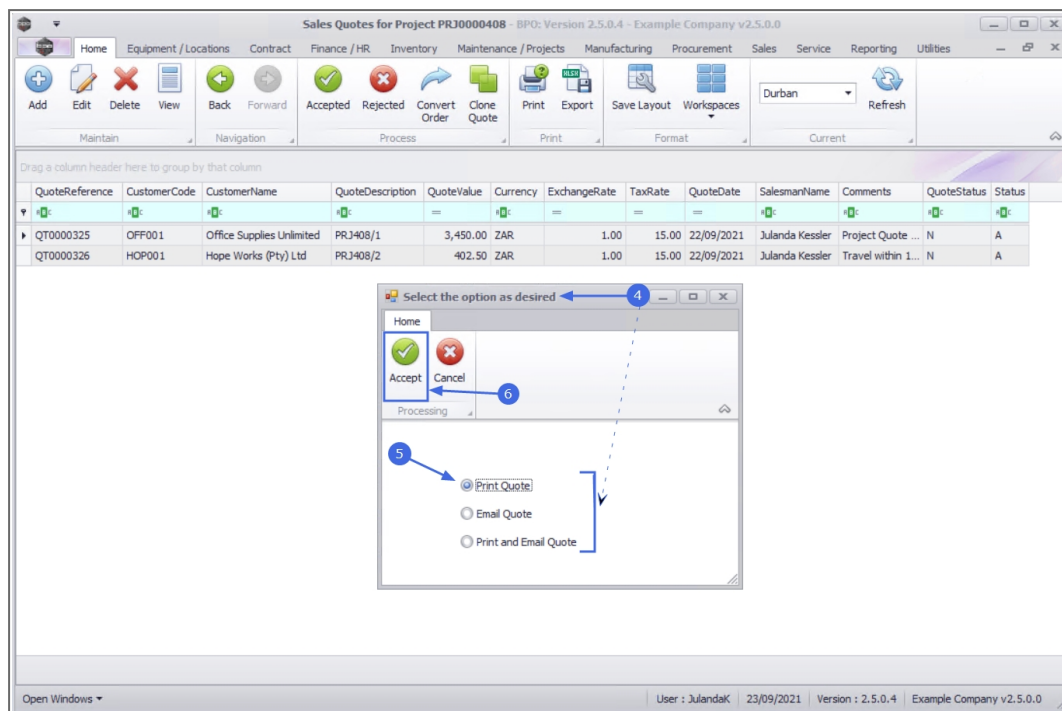 Sales Quotes for Project PRJ0000408 - BPO: Version 2.5.0.4 - Example Company v2.5.0.0
Home Equipment / Locations Contract Finance / HR Inventory Maintenance / Projects Manufacturing Procurement Sales Service Reporting Utilities
Add Edit Delete View Back Forward Accepted Rejected Convert Order Clone Quote Print Export Save Layout Workspaces Durban Refresh
Maintain Navigation Process Print Format Current
Drag a column header here to group by that column
QuoteReference CustomerCode CustomerName QuoteDescription QuoteValue Currency ExchangeRate TaxRate QuoteDate SalesmanName Comments QuoteStatus Status
QT0000325 OFF001 Office Supplies Unlimited PRJ408/1 3,450.00 ZAR 1.00 15.00 22/09/2021 Julanda Kessler Project Quote ... N A
QT0000326 HOP001 Hope Works (Pty) Ltd PRJ408/2 402.50 ZAR 1.00 15.00 22/09/2021 Julanda Kessler Travel within 1... N A
Select the option as desired 4
Home
Accept Cancel
6
Processing
5
Print Quote
Email Quote
Print and Email Quote
Open Windows User : JulandaK 23/09/2021 Version : 2.5.0.4 Example Company v2.5.0.0